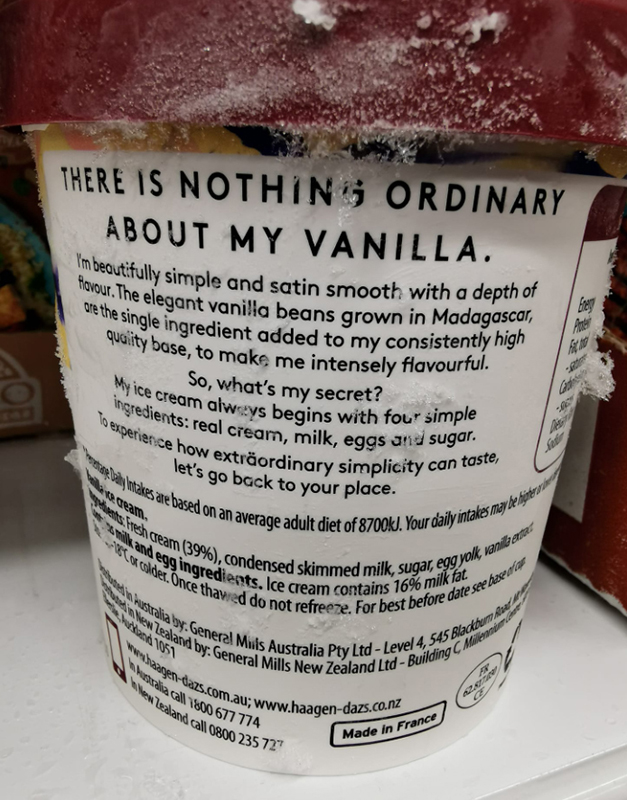 THERE IS NOTHING ORDINARY
ABOUT MY VANILLA.
I'm beautifully simple and satin smooth with a depth of
flavour. The elegant vanilla beans grown in Madagascar,
are the single ingredient added to my consistently high
quality base, to make me intensely flavourful.
So, what's my secret?
My ice cream always begins with four simple
ingredients: real cream, milk, eggs and sugar.
To experience how extraördinary simplicity can taste,
let's go back to your place.
Percentage Daily Intakes are based on an average adult diet of 8700kJ. Your daily intakes may be higher or
Vanilla ice cream.
Ingredients: Fresh cream (39%), condensed skimmed milk, sugar, egg yolk, vanilla extract.
milk and egg ingredients. Ice cream contains 16% milk fat.
-18°C or colder. Once thawed do not refreeze. For best before date see base of cup.
Distributed in Australia by: General Mills Australia Pty Ltd - Level 4, 545 Blackburn Road,
Distributed in New Zealand by: General Mills New Zealand Ltd - Building C, Millennium
Auckland 1051
www.haagen-dazs.com.au; www.haagen-dazs.co.nz
In Australia call 1800 677 774
In New Zealand call 0800 235 727
Made in France
FR
62.817.030
CE
Energy
Protein
Fat, total
Sodium